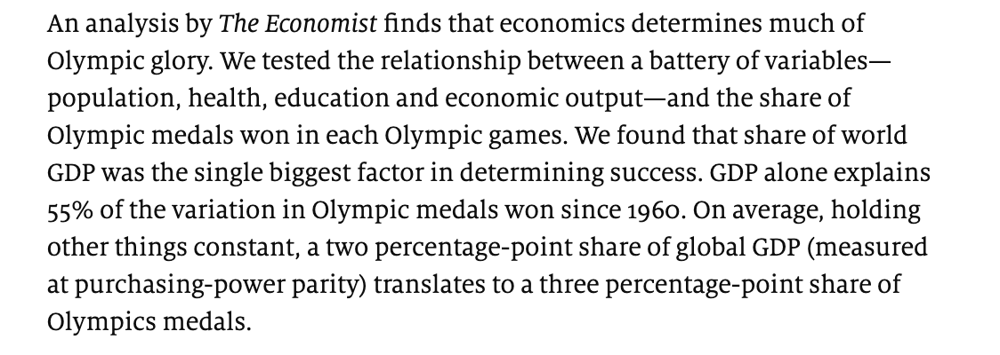 An analysis by The Economist finds that economics determines much of
Olympic glory. We tested the relationship between a battery of variables—
population, health, education and economic output—and the share of
Olympic medals won in each Olympic games. We found that share of world
GDP was the single biggest factor in determining success. GDP alone explains
55% of the variation in Olympic medals won since 1960. On average, holding
other things constant, a two percentage-point share of global GDP (measured
at purchasing-power parity) translates to a three percentage-point share of
Olympics medals.